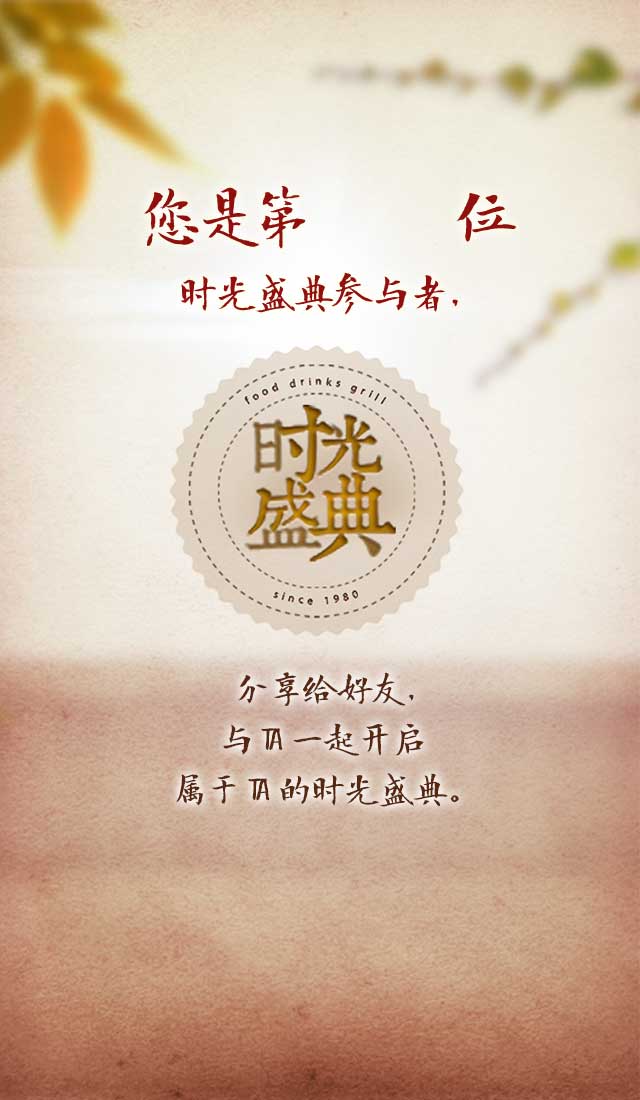 您是第 位
时光盛典参与者，
food drinks grill
时光
盛典
since 1980
分享给好友，
与TA一起开启
属于TA的时光盛典。